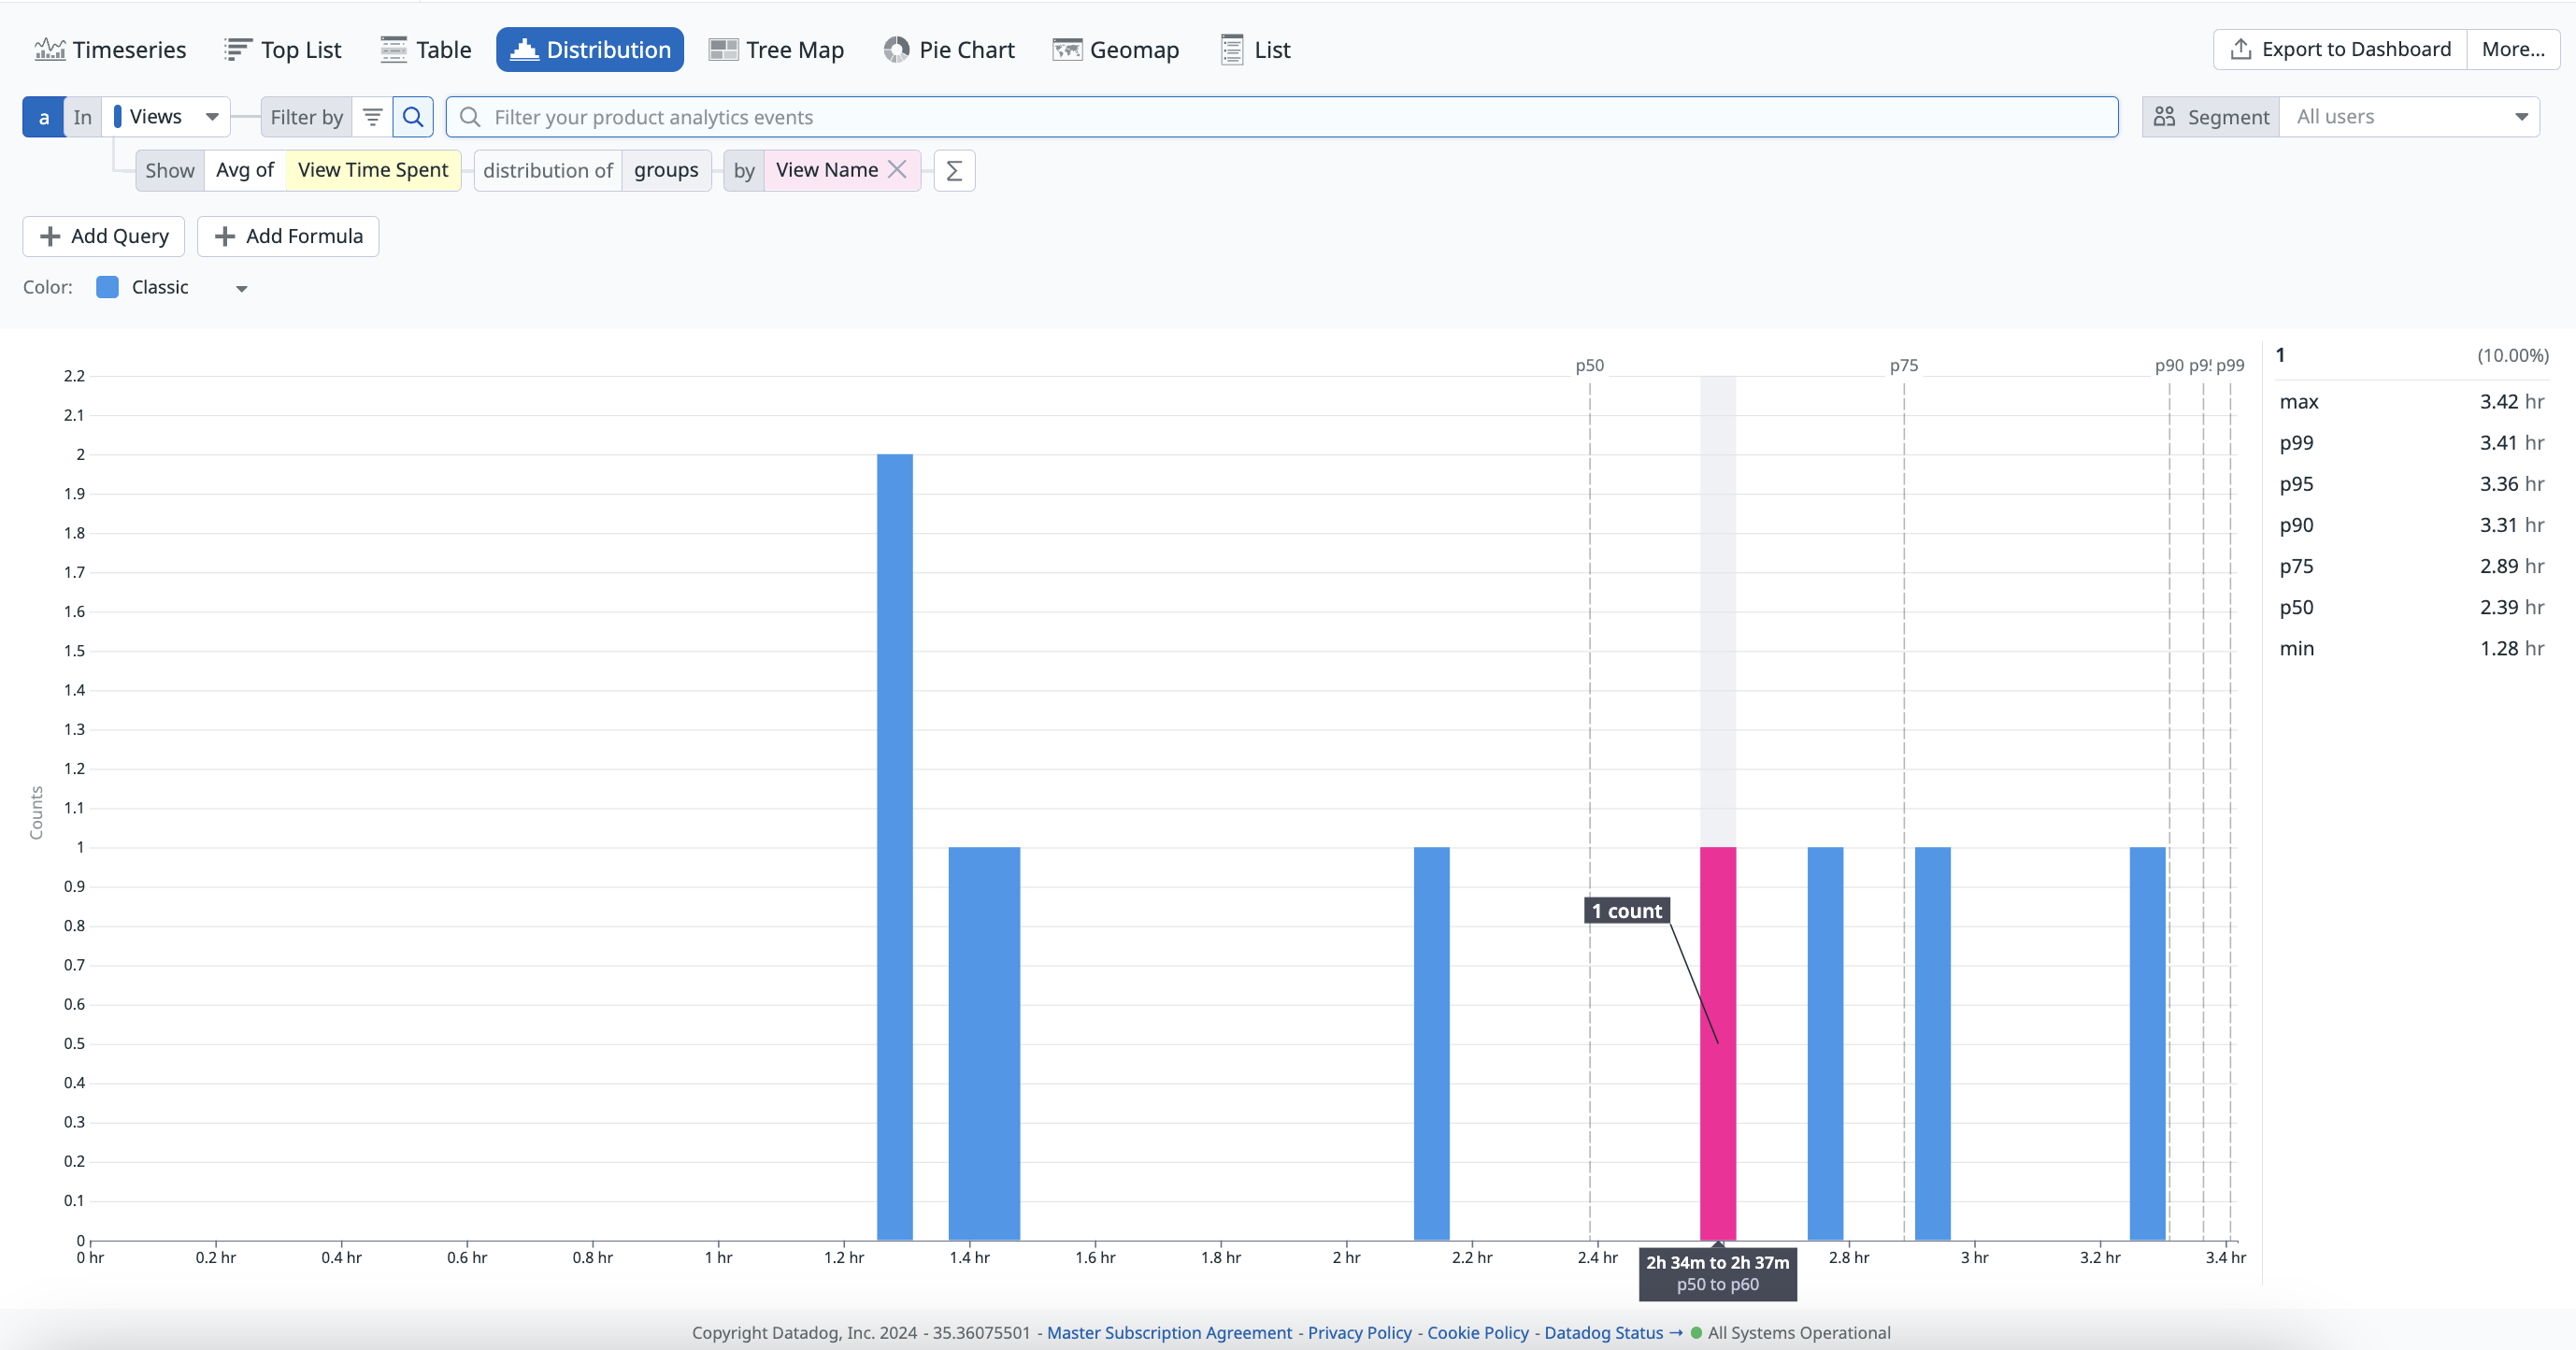 Timeseries Top List Table Distribution Tree Map Pie Chart Geomap List Export to Dashboard More...
a In Views Filter by Filter your product analytics events Segment All users
Show Avg of View Time Spent distribution of groups by View Name Σ
Add Query Add Formula
Color: Classic
p50 p75 p90 p9 p99
2.2
2.1
2
1.9
1.8
1.7
1.6
1.5
1.4
1.3
1.2
1.1
1
0.9
0.8
0.7
0.6
0.5
0.4
0.3
0.2
0.1
0
Counts
1 count
0 hr 0.2 hr 0.4 hr 0.6 hr 0.8 hr 1 hr 1.2 hr 1.4 hr 1.6 hr 1.8 hr 2 hr 2.2 hr 2.4 hr 2.8 hr 3 hr 3.2 hr 3.4 hr
2h 34m to 2h 37m
p50 to p60
1 (10.00%)
max 3.42 hr
p99 3.41 hr
p95 3.36 hr
p90 3.31 hr
p75 2.89 hr
p50 2.39 hr
min 1.28 hr
Copyright Datadog, Inc. 2024 - 35.36075501 - Master Subscription Agreement - Privacy Policy - Cookie Policy - Datadog Status → All Systems Operational